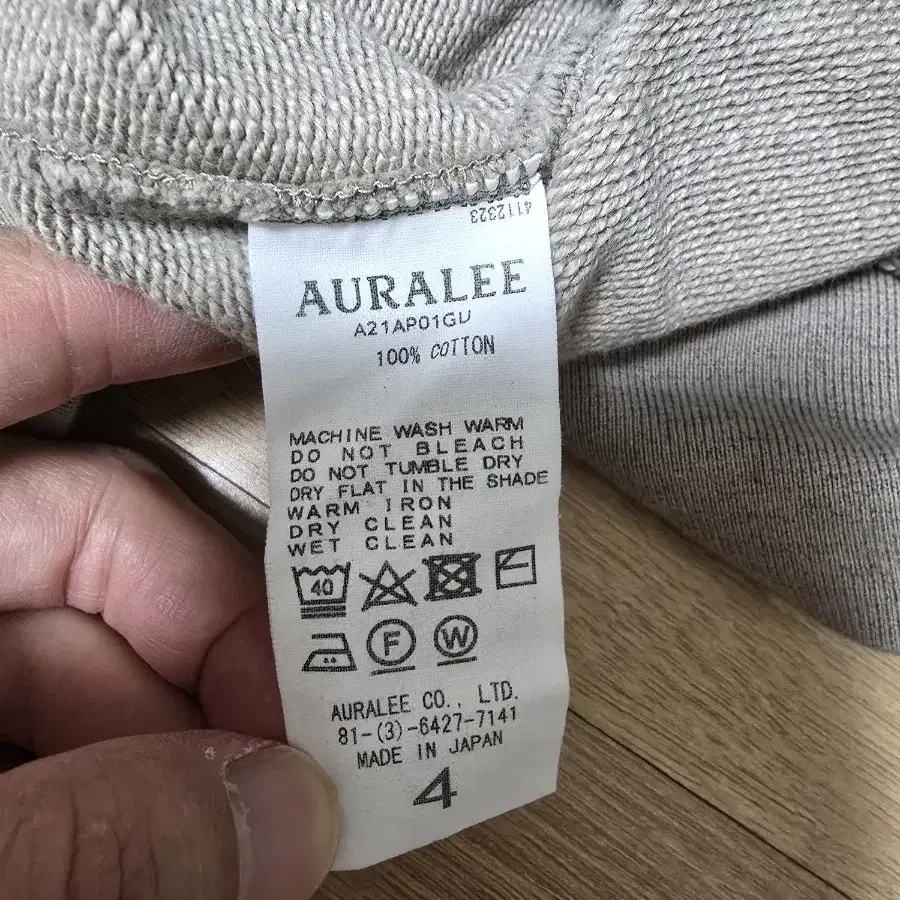 4112323
AURALEE
A21AP01GU
100% COTTON
MACHINE WASH WARM
DO NOT BLEACH
DO NOT TUMBLE DRY
DRY FLAT IN THE SHADE
WARM IRON
DRY CLEAN
WET CLEAN
40
F W
AURALEE CO., LTD.
81-(3)-6427-7141
MADE IN JAPAN
4